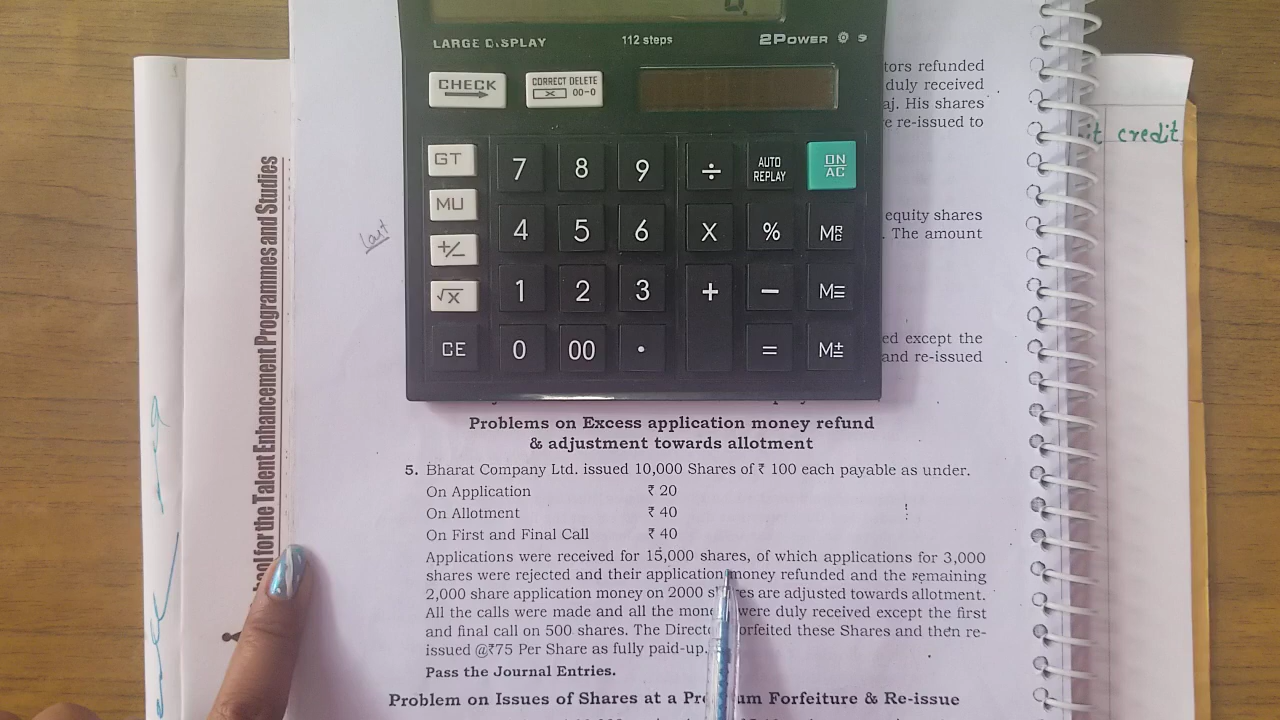 LARGE DISPLAY 112 steps 2POWER
CHECK CORRECT DELETE 00-0
GT 7 8 9 ÷ AUTO REPLAY ON AC
MU 4 5 6 X %
+/- 1 2 3 + −
√X
CE 0 00 . =
tors refunded
duly received
aj. His shares
re-issued to
equity shares
. The amount
ed except the
and re-issued
credit
for the Talent Enhancement Programmes and Studies
Problems on Excess application money refund
& adjustment towards allotment
5. Bharat Company Ltd. issued 10,000 Shares of ₹ 100 each payable as under.
On Application ₹ 20
On Allotment ₹ 40
On First and Final Call ₹ 40
Applications were received for 15,000 shares, of which applications for 3,000
shares were rejected and their application money refunded and the remaining
2,000 share application money on 2000 are adjusted towards allotment.
All the calls were made and all the were duly received except the first
and final call on 500 shares. The these Shares and then re-
issued @₹75 Per Share as fully paid-up.
Pass the Journal Entries.
Problem on Issues of Shares at a Forfeiture & Re-issue